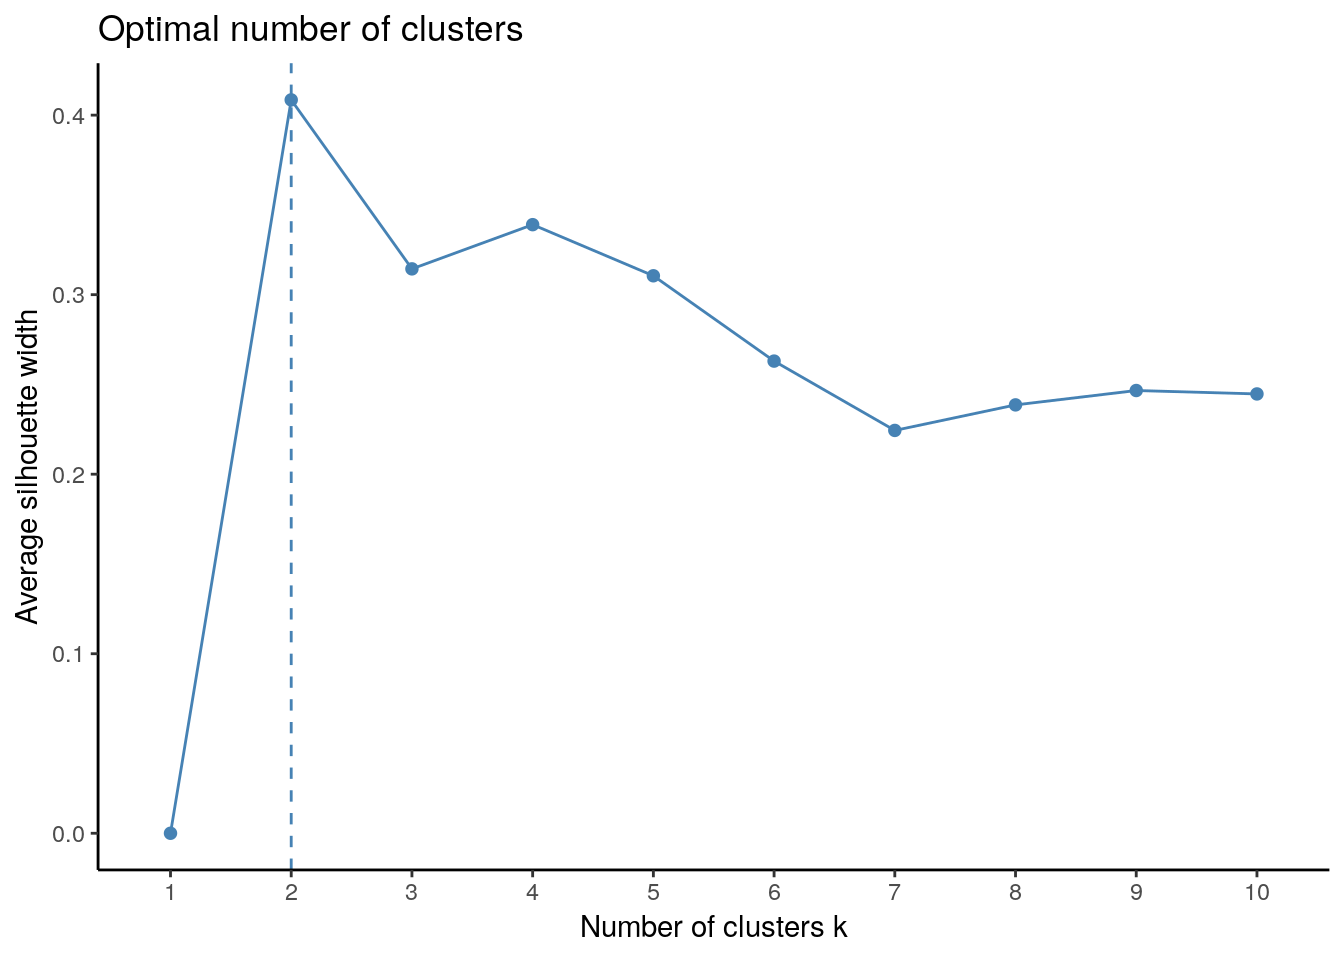 Optimal number of clusters
0.4
0.3
0.2
0.1
0.0
Average silhouette width
1 2 3 4 5 6 7 8 9 10
Number of clusters k